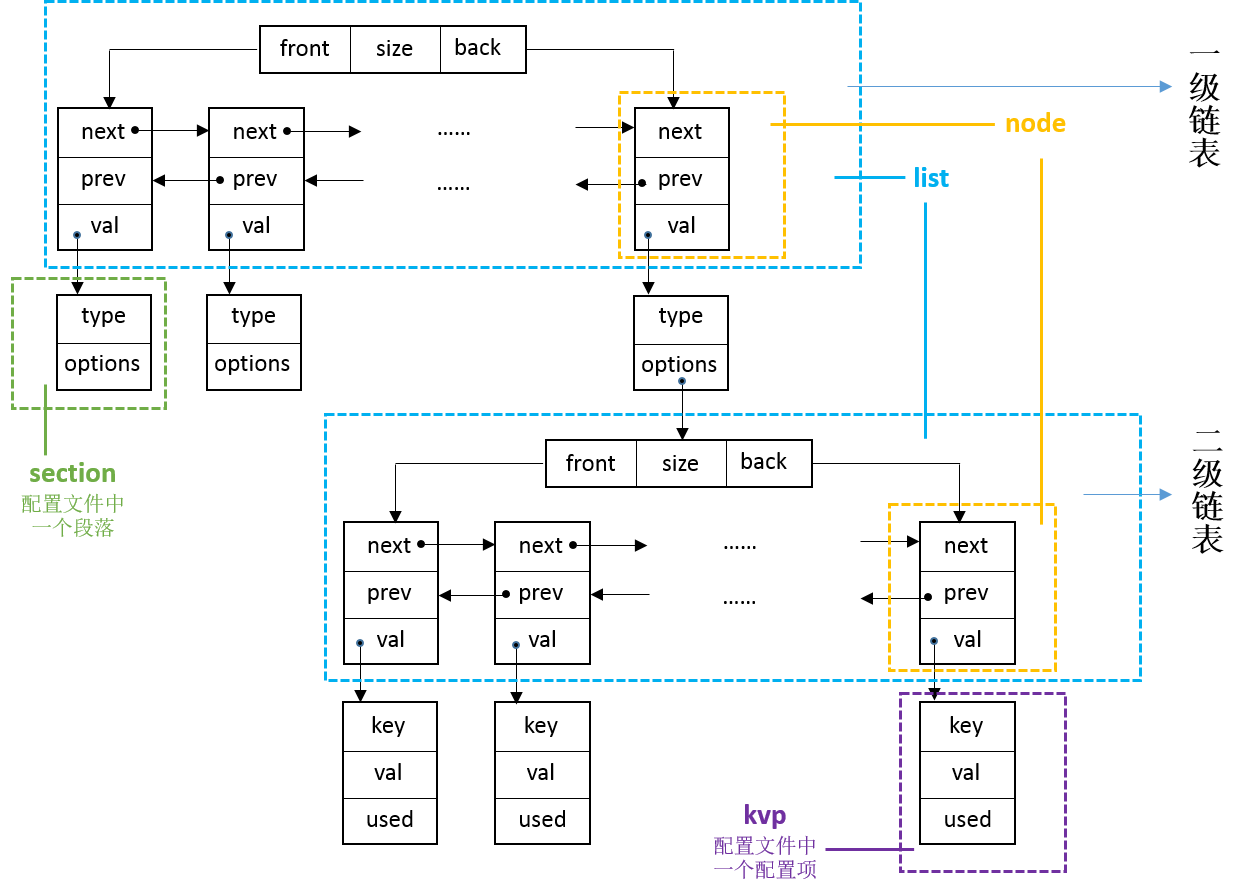 front size back
一级链表
next next …… next
node
prev prev …… prev
list
val val val
type type type
options options options
section
配置文件中
一个段落
front size back
二级链表
next next …… next
prev prev …… prev
val val val
key key key
val val val
used used used
kvp
配置文件中
一个配置项